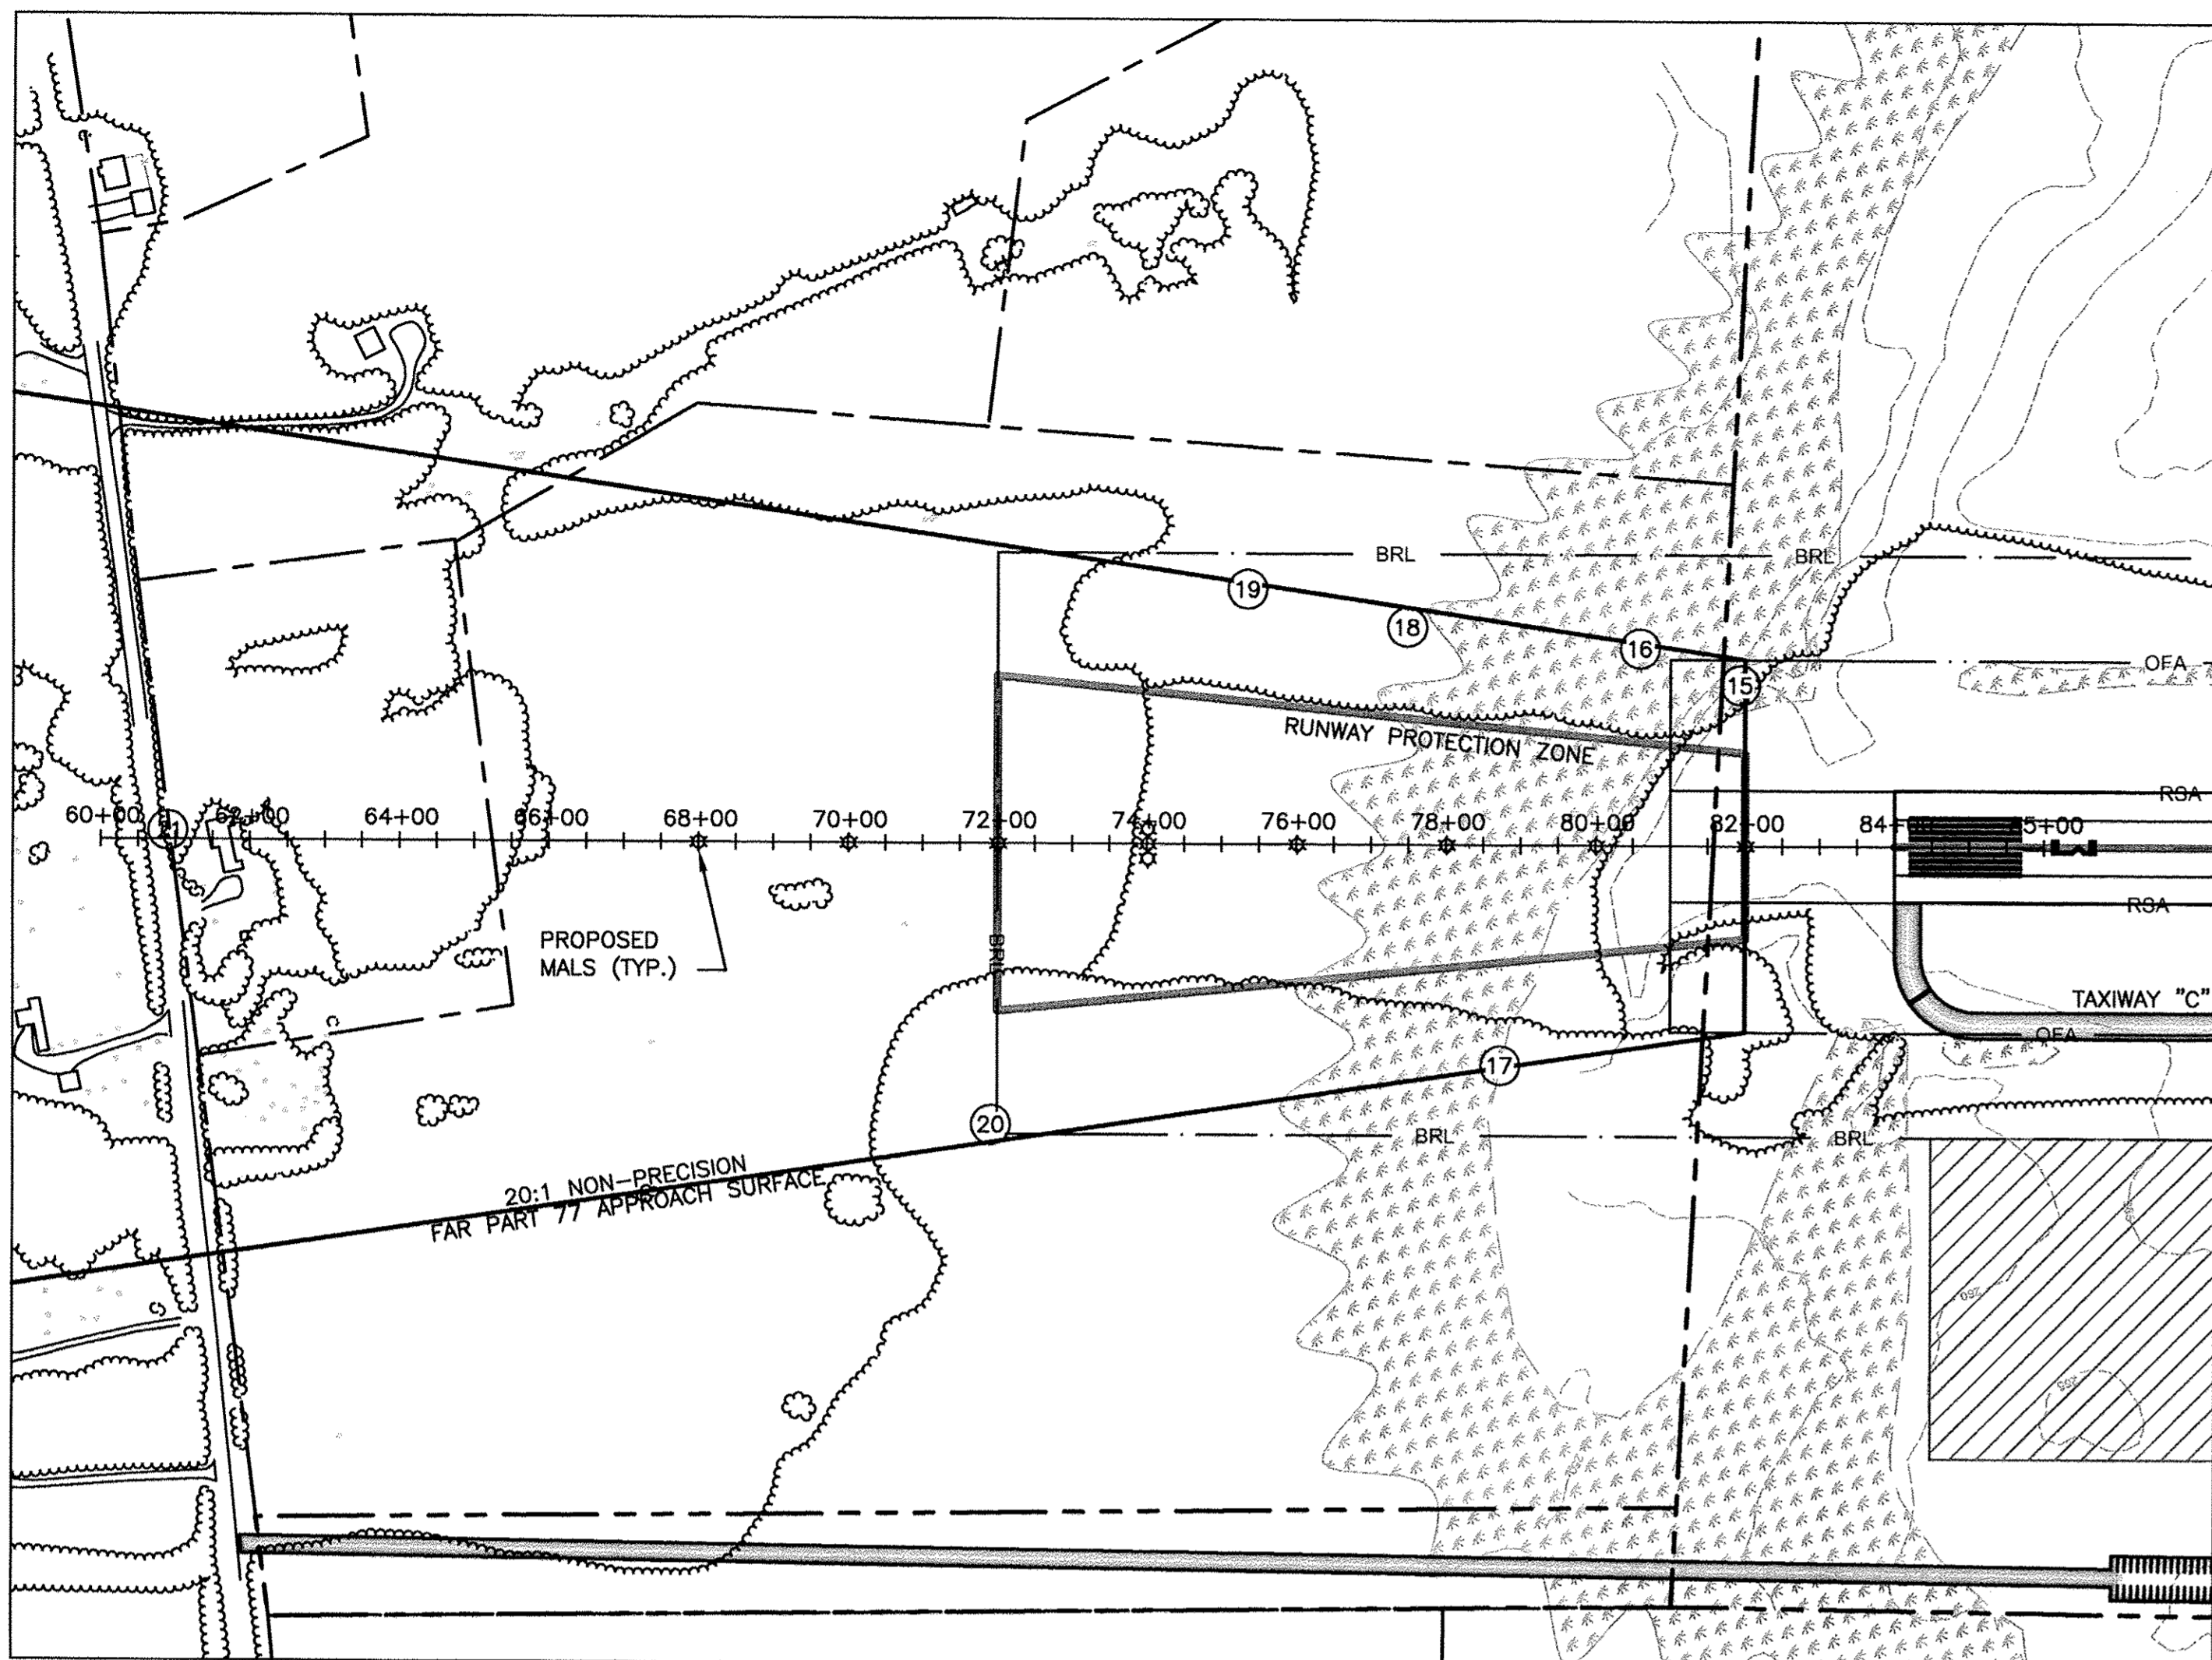 BRL
BRL
19
18
16
OFA
15
RUNWAY PROTECTION ZONE
RSA
60+00
62+00
64+00
66+00
68+00
70+00
72+00
74+00
76+00
78+00
80+00
82+00
84+00
85+00
RSA
PROPOSED
MALS (TYP.)
BRL
TAXIWAY "C"
OFA
17
20
BRL
BRL
20:1 NON-PRECISION
FAR PART 77 APPROACH SURFACE
260